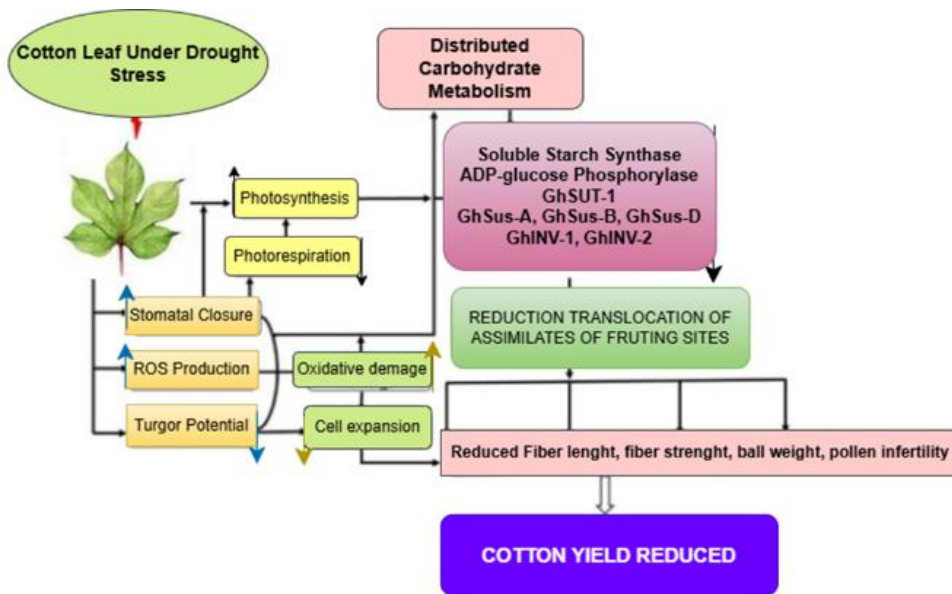 Cotton Leaf Under Drought
Stress
Distributed
Carbohydrate
Metabolism
Soluble Starch Synthase
ADP-glucose Phosphorylase
GhSUT-1
GhSus-A, GhSus-B, GhSus-D
GhINV-1, GhINV-2
Photosynthesis
Photorespiration
Stomatal Closure
REDUCTION TRANSLOCATION OF
ASSIMILATES OF FRUTING SITES
ROS Production
Oxidative demage
Turgor Potential
Cell expansion
Reduced Fiber lenght, fiber strenght, ball weight, pollen infertility
COTTON YIELD REDUCED